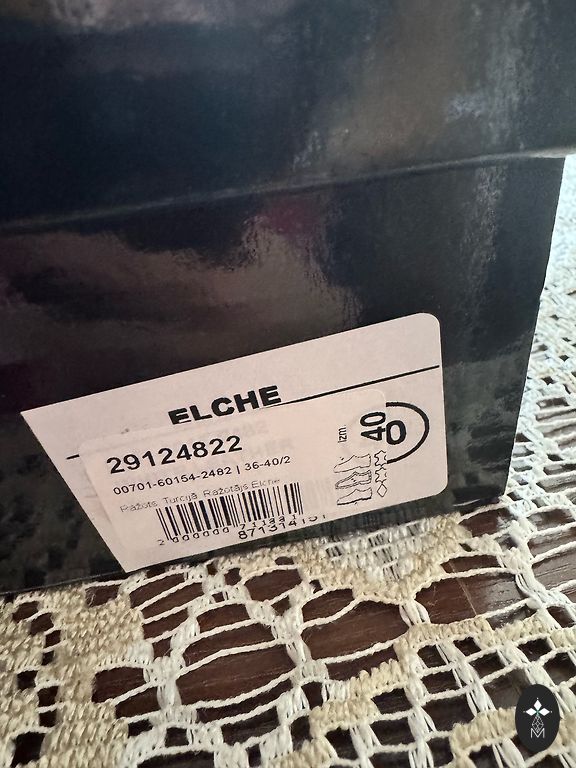 ELCHE
29124822
00701-60154-2482 | 36-40/2
Ražots Turcijā. Ražotājs Elche
Izm
40
M